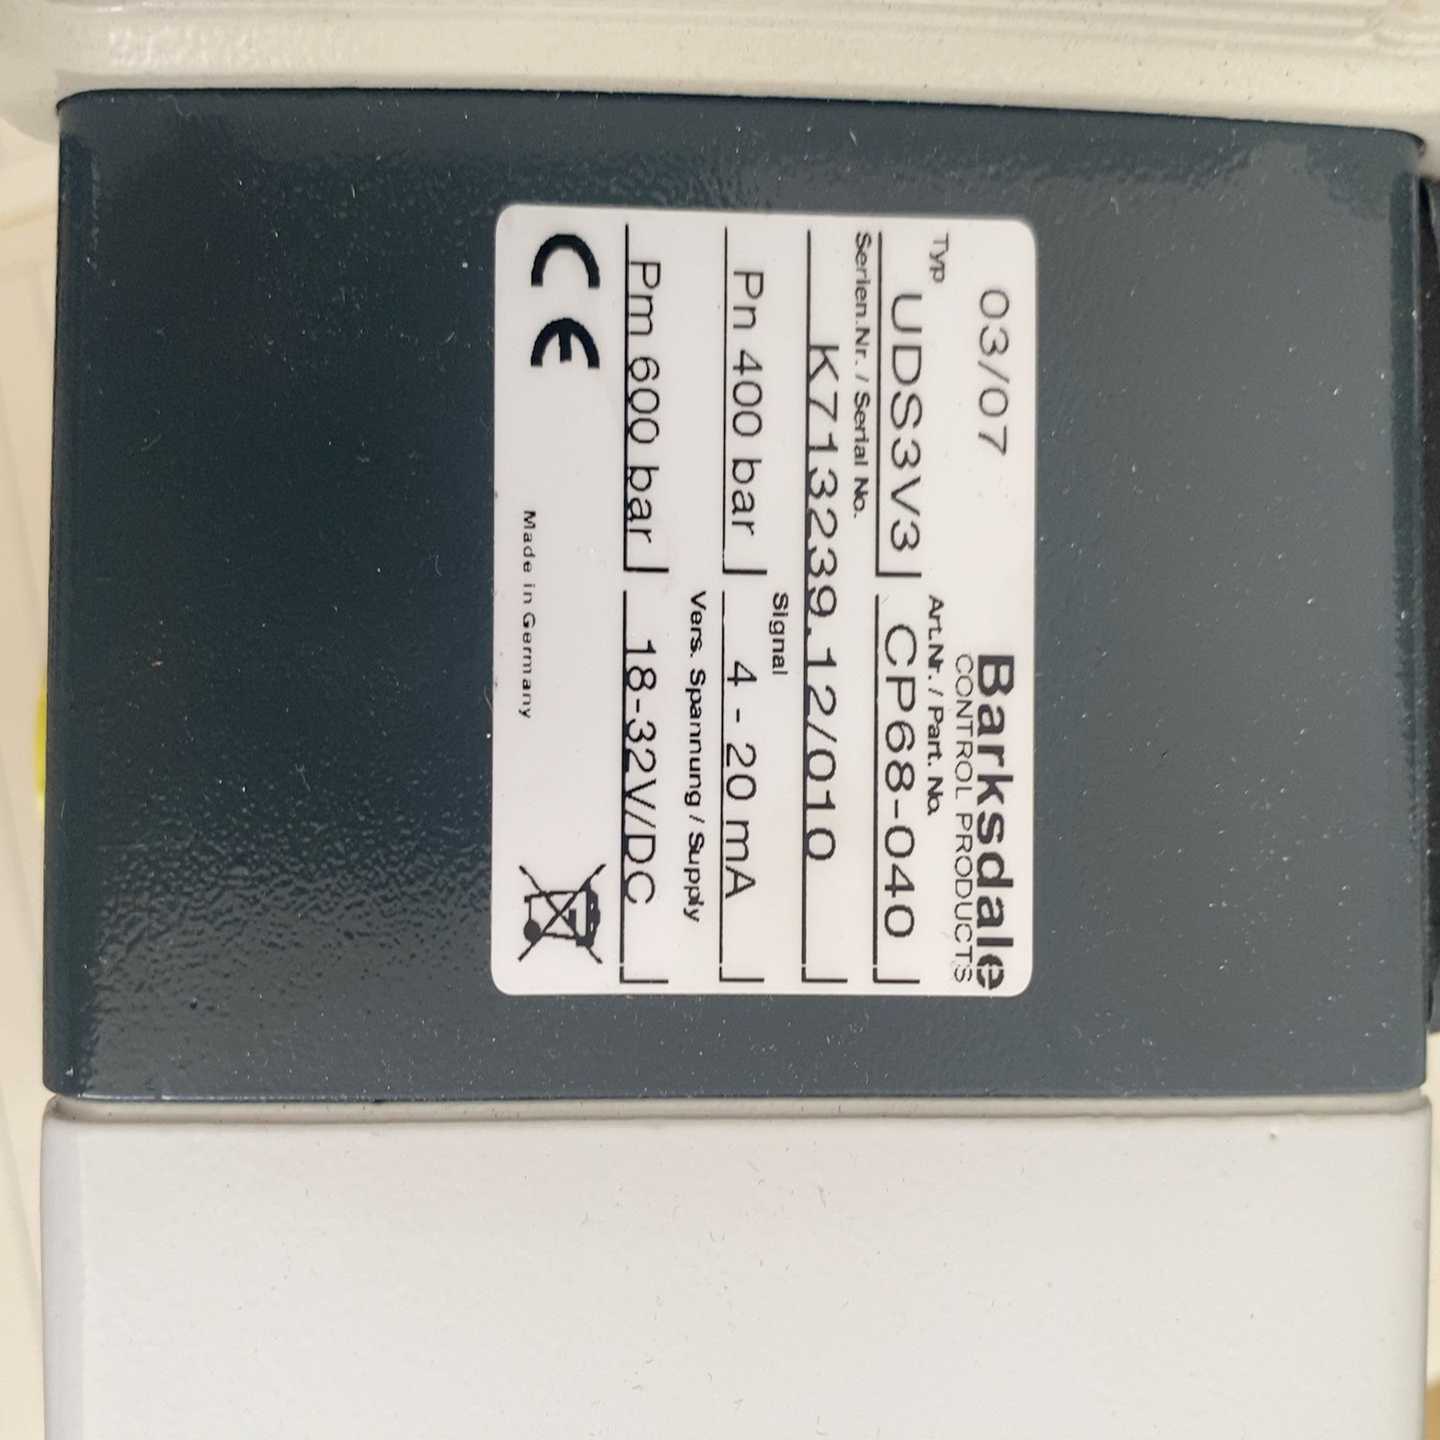 03/07 Barksdale
CONTROL PRODUCTS
Typ Art.Nr. / Part. No.
UDS3V3 CP68-040
Serien.Nr. / Serial No.
K713239.12/010
Signal
Pn 400 bar 4 - 20 mA
Vers. Spannung / Supply
Pm 600 bar 18-32V/DC
CE
Made in Germany